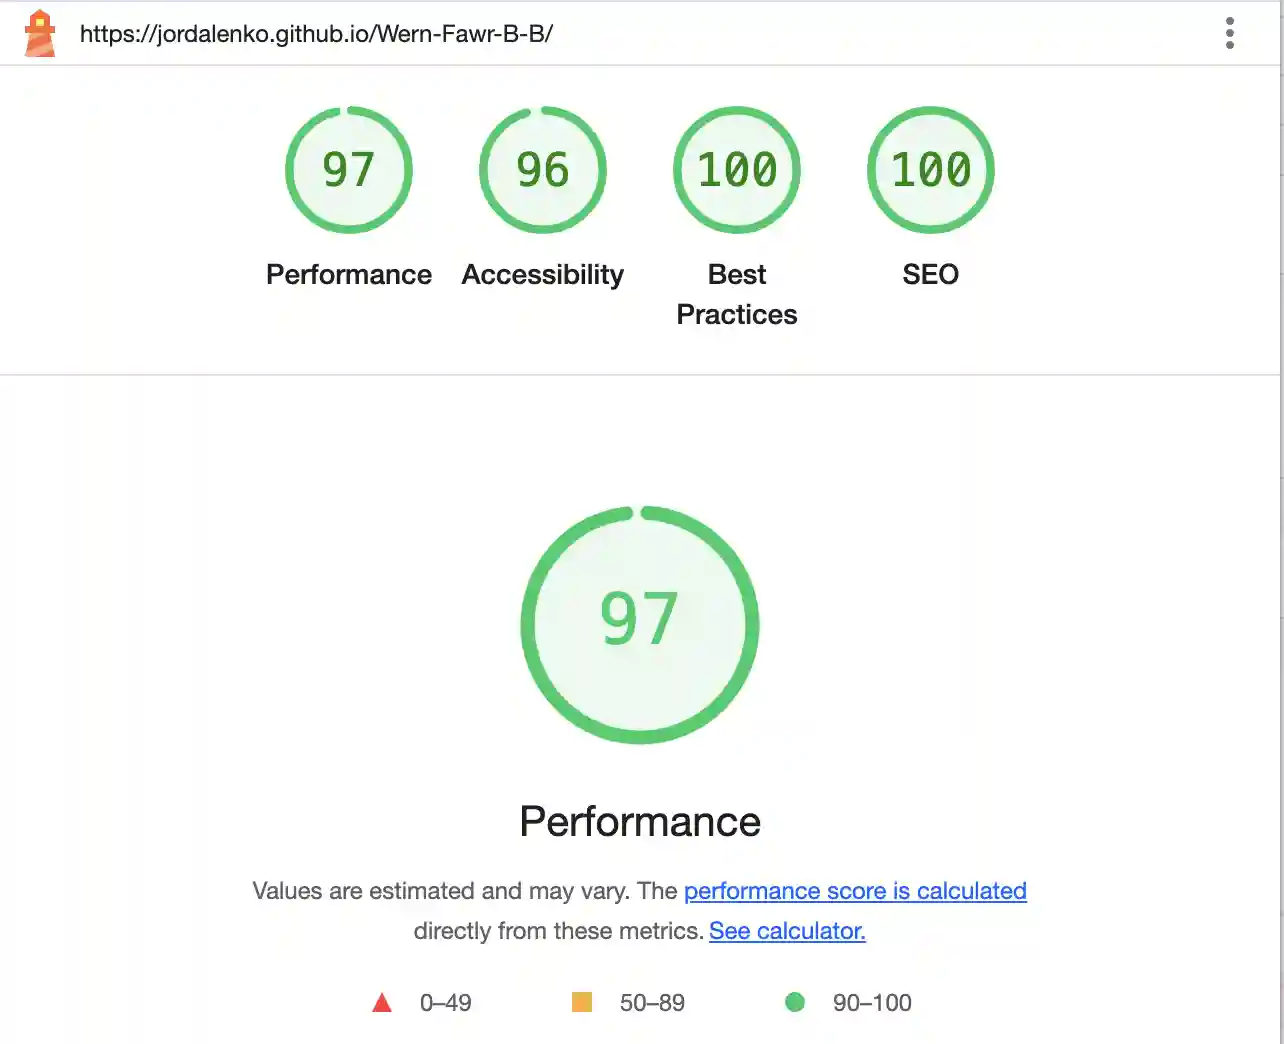 https://jordalenko.github.io/Wern-Fawr-B-B/
97
96
100
100
Performance
Accessibility
Best
Practices
SEO
97
Performance
Values are estimated and may vary. The performance score is calculated
directly from these metrics. See calculator.
0–49
50–89
90–100